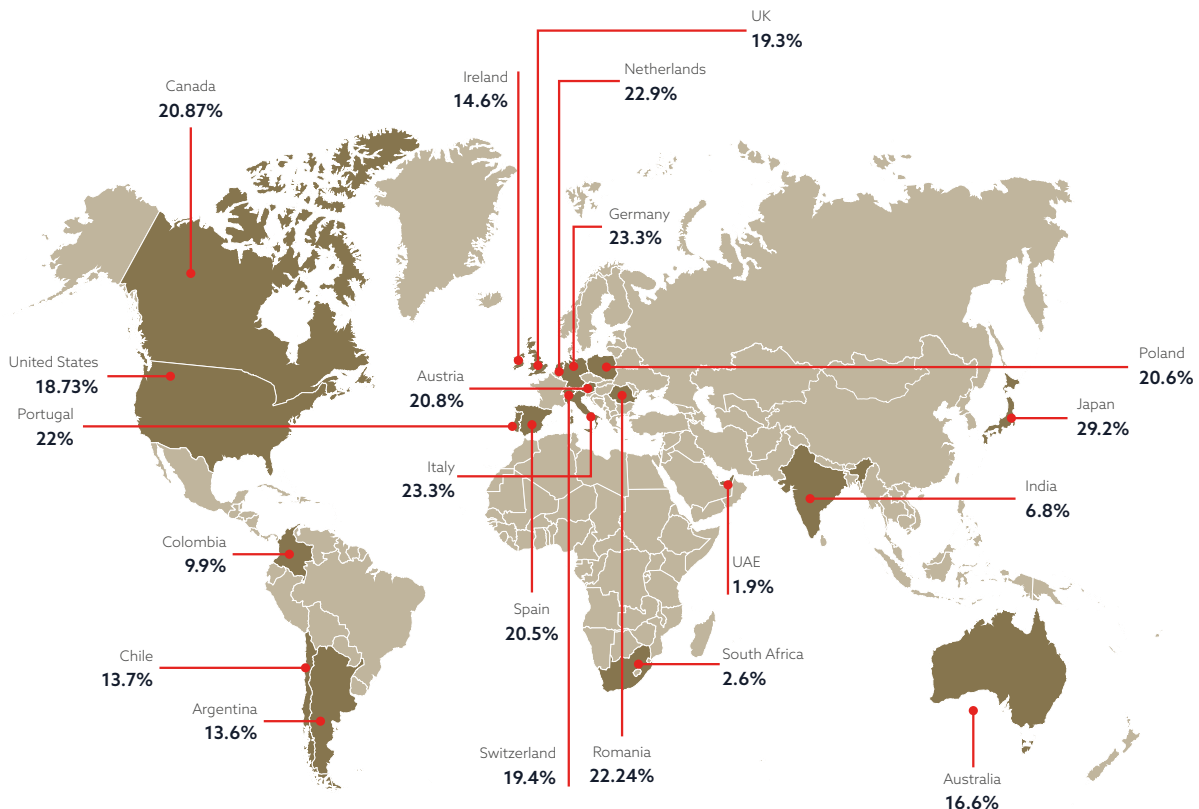 UK
19.3%
Netherlands
22.9%
Ireland
14.6%
Canada
20.87%
Germany
23.3%
United States
18.73%
Portugal
22%
Austria
20.8%
Poland
20.6%
Japan
29.2%
Italy
23.3%
India
6.8%
Colombia
9.9%
UAE
1.9%
Spain
20.5%
Chile
13.7%
South Africa
2.6%
Argentina
13.6%
Switzerland
19.4%
Romania
22.24%
Australia
16.6%